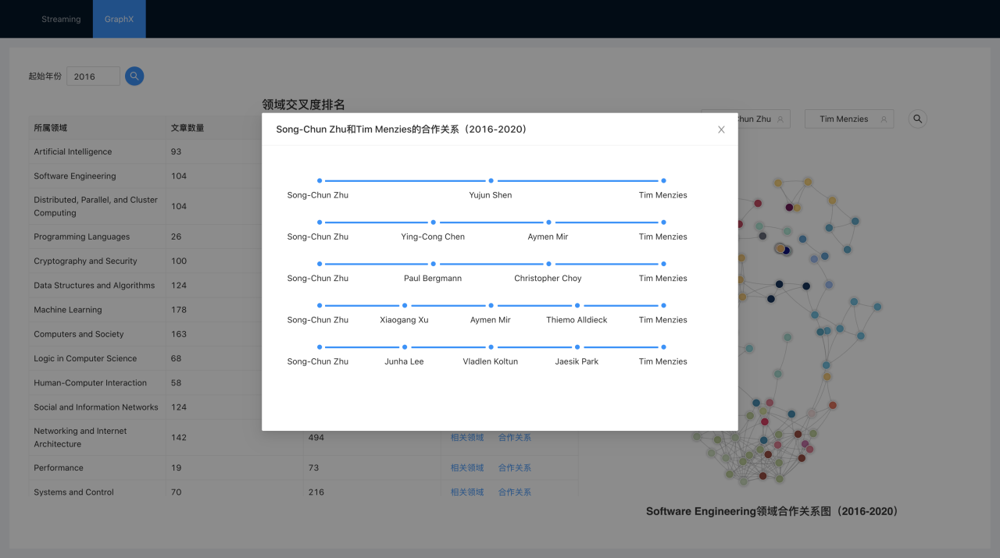 Streaming
GraphX
起始年份
2016
领域交叉度排名
所属领域
文章数量
Artificial Intelligence
93
Software Engineering
104
Distributed, Parallel, and Cluster
Computing
104
Programming Languages
26
Cryptography and Security
100
Data Structures and Algorithms
124
Machine Learning
178
Computers and Society
163
Logic in Computer Science
68
Human-Computer Interaction
58
Social and Information Networks
124
Networking and Internet
Architecture
142
494
相关领域
合作关系
Performance
19
73
相关领域
合作关系
Systems and Control
70
216
相关领域
合作关系
Song-Chun Zhu和Tim Menzies的合作关系（2016-2020）
Song-Chun Zhu
Yujun Shen
Tim Menzies
Song-Chun Zhu
Ying-Cong Chen
Aymen Mir
Tim Menzies
Song-Chun Zhu
Paul Bergmann
Christopher Choy
Tim Menzies
Song-Chun Zhu
Xiaogang Xu
Aymen Mir
Thiemo Alldieck
Tim Menzies
Song-Chun Zhu
Junha Lee
Vladlen Koltun
Jaesik Park
Tim Menzies
Zhu
Tim Menzies
Software Engineering领域合作关系图（2016-2020）